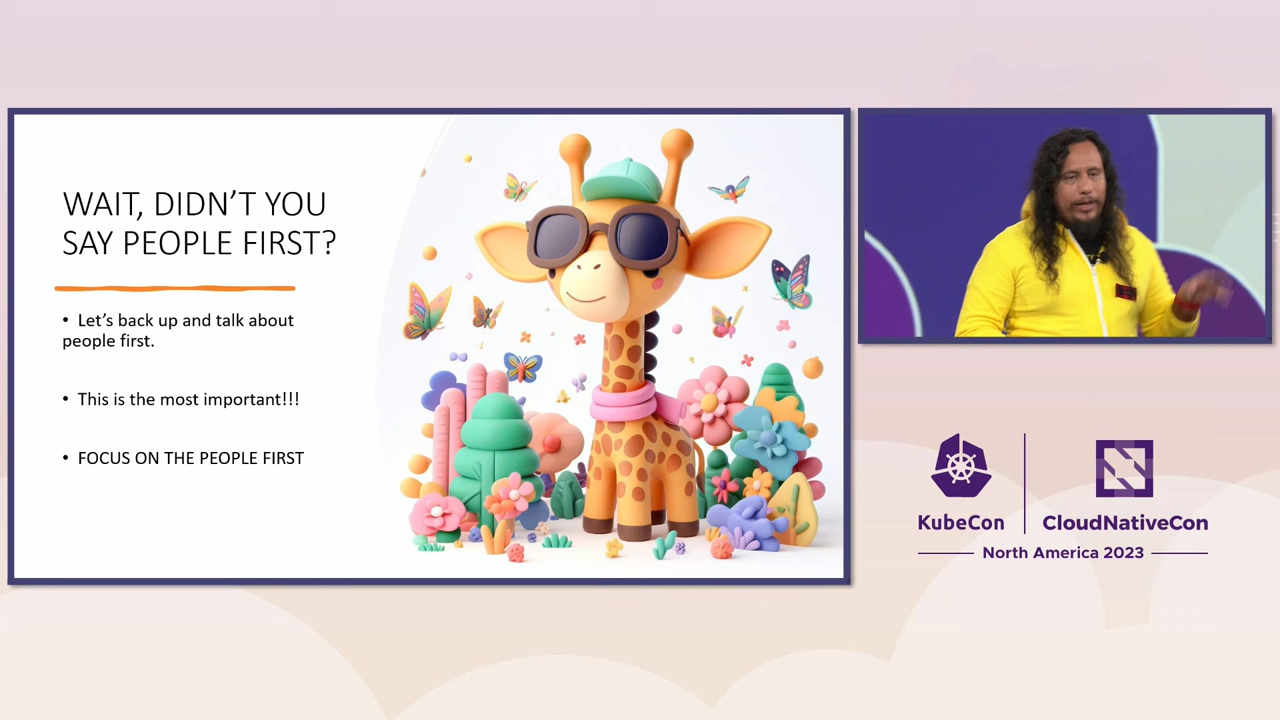 WAIT, DIDN’T YOU
SAY PEOPLE FIRST?
• Let’s back up and talk about
people first.
• This is the most important!!!
• FOCUS ON THE PEOPLE FIRST
KubeCon
CloudNativeCon
North America 2023